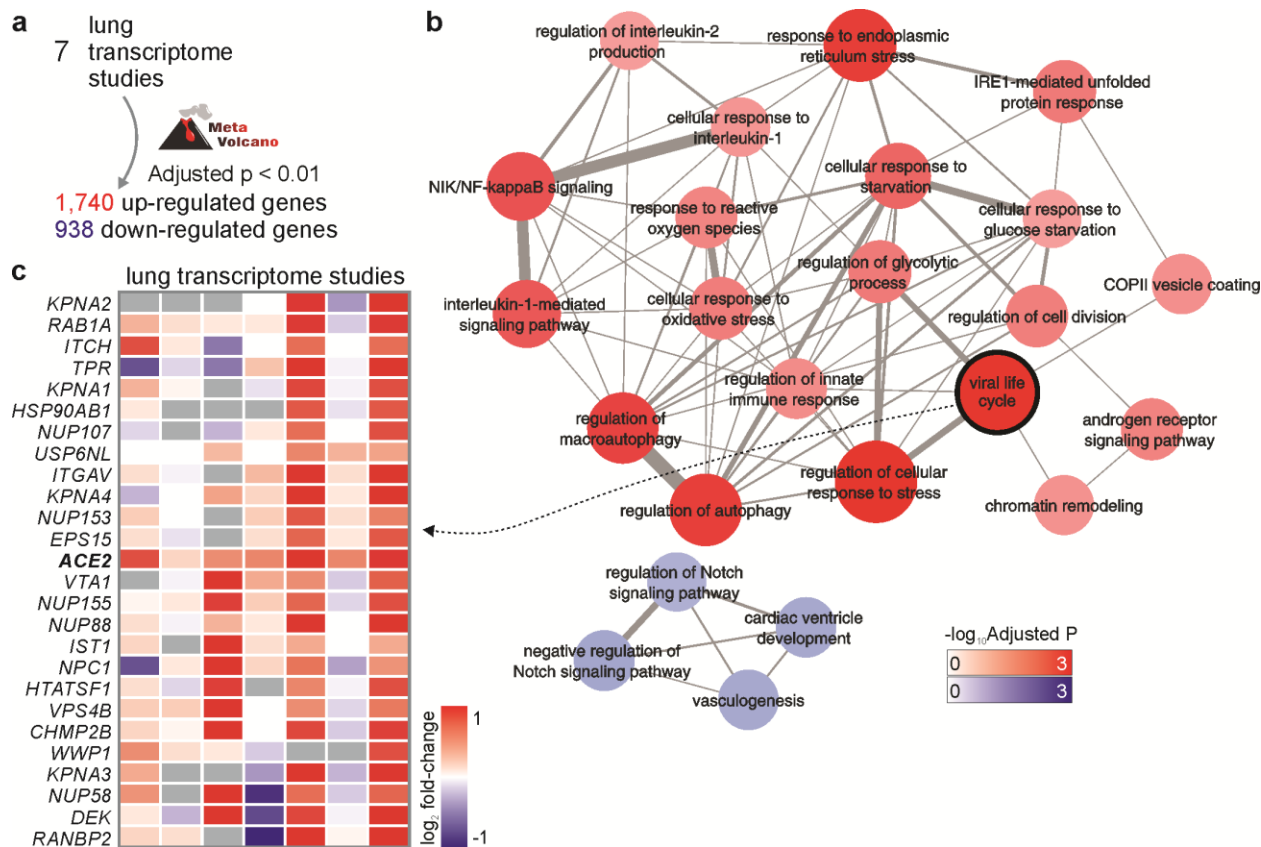 a
7
lung
transcriptome
studies
Meta
Volcano
Adjusted p < 0.01
1,740 up-regulated genes
938 down-regulated genes
b
regulation of interleukin-2
production
response to endoplasmic
reticulum stress
IRE1-mediated unfolded
protein response
cellular response to
interleukin-1
cellular response to
starvation
NIK/NF-kappaB signaling
response to reactive
oxygen species
cellular response to
glucose starvation
regulation of glycolytic
process
COPII vesicle coating
interleukin-1-mediated
signaling pathway
cellular response to
oxidative stress
regulation of cell division
regulation of innate
immune response
viral life
cycle
regulation of
macroautophagy
androgen receptor
signaling pathway
regulation of autophagy
regulation of cellular
response to stress
chromatin remodeling
regulation of Notch
signaling pathway
cardiac ventricle
development
negative regulation of
Notch signaling pathway
vasculogenesis
-log10Adjusted P
0 3
0 3
c
lung transcriptome studies
KPNA2
RAB1A
ITCH
TPR
KPNA1
HSP90AB1
NUP107
USP6NL
ITGAV
KPNA4
NUP153
EPS15
ACE2
VTA1
NUP155
NUP88
IST1
NPC1
HTATSF1
VPS4B
CHMP2B
WWP1
KPNA3
NUP58
DEK
RANBP2
log2 fold-change
1
-1